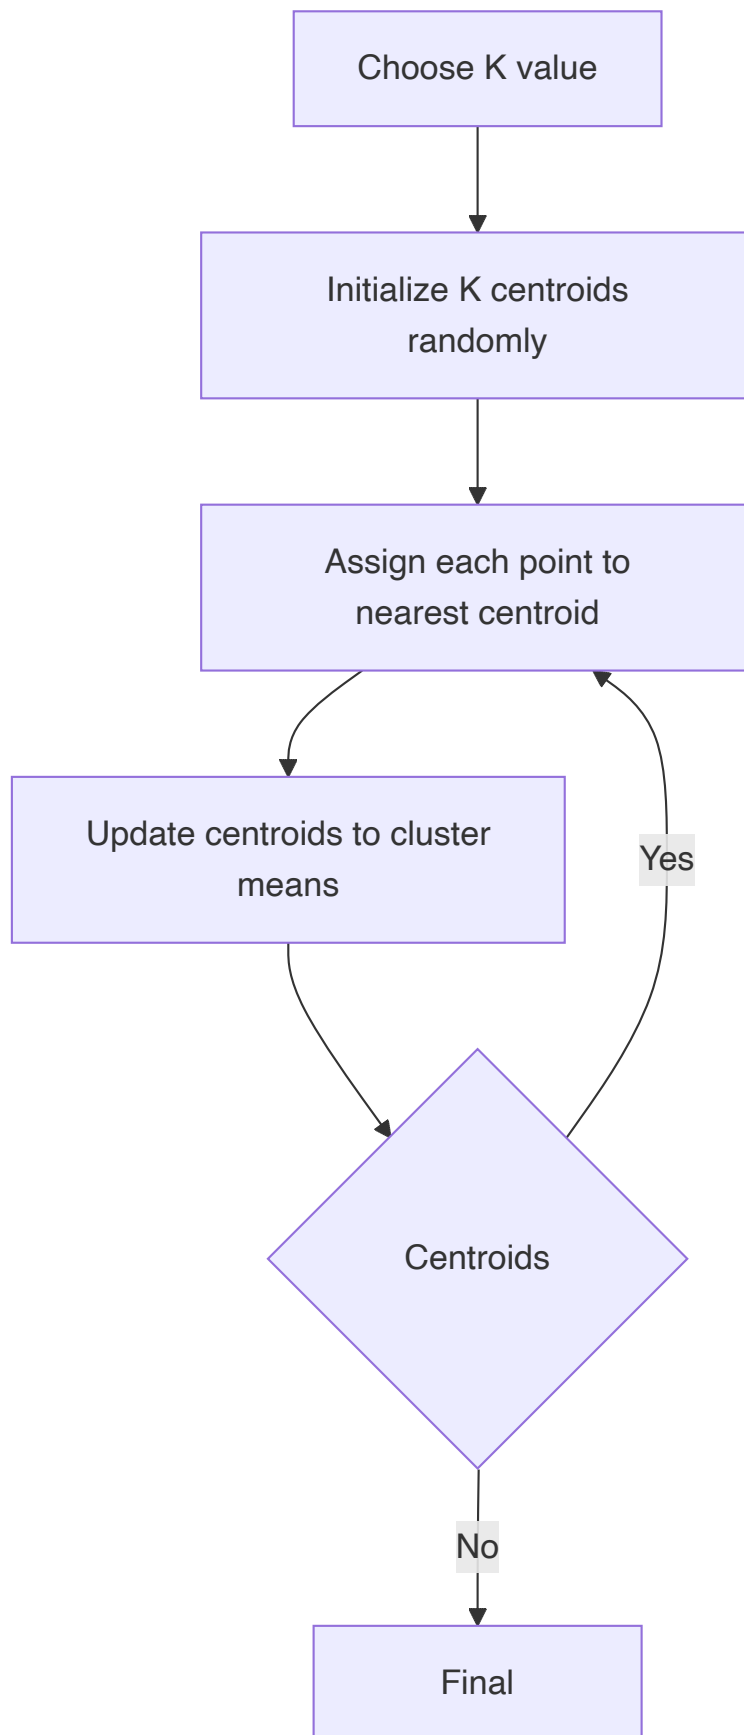 Choose K value
Initialize K centroids
randomly
Assign each point to
nearest centroid
Update centroids to cluster
means
Yes
Centroids
No
Final